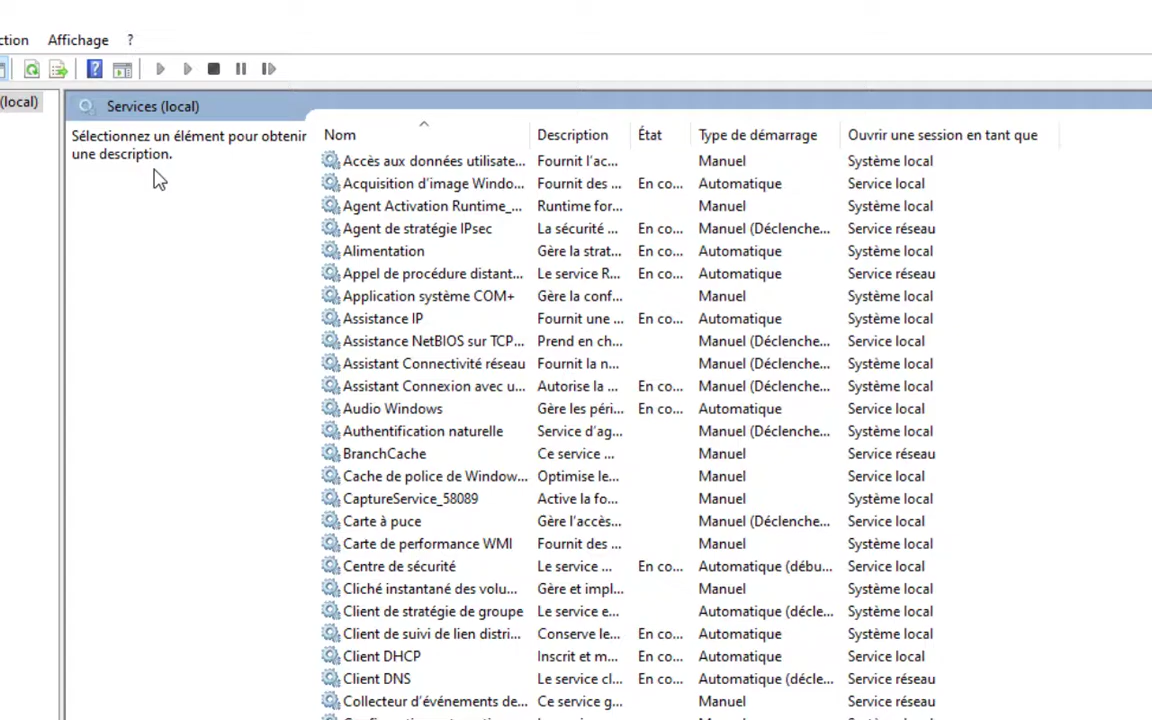 ction Affichage ?
(local) Services (local)
Sélectionnez un élément pour obtenir
une description.
Nom Description État Type de démarrage Ouvrir une session en tant que
Accès aux données utilisate... Fournit l'ac... Manuel Système local
Acquisition d'image Windo... Fournit des ... En co... Automatique Service local
Agent Activation Runtime_... Runtime for... Manuel Système local
Agent de stratégie IPsec La sécurité ... En co... Manuel (Déclenche... Service réseau
Alimentation Gère la strat... En co... Automatique Système local
Appel de procédure distant... Le service R... En co... Automatique Service réseau
Application système COM+ Gère la conf... Manuel Système local
Assistance IP Fournit une ... En co... Automatique Système local
Assistance NetBIOS sur TCP... Prend en ch... Manuel (Déclenche... Service local
Assistant Connectivité réseau Fournit la n... Manuel (Déclenche... Système local
Assistant Connexion avec u... Autorise la ... En co... Manuel (Déclenche... Système local
Audio Windows Gère les péri... En co... Automatique Service local
Authentification naturelle Service d'ag... Manuel (Déclenche... Système local
BranchCache Ce service ... Manuel Service réseau
Cache de police de Window... Optimise le... Manuel Service local
CaptureService_58089 Active la fo... Manuel Système local
Carte à puce Gère l'accès... Manuel (Déclenche... Service local
Carte de performance WMI Fournit des ... Manuel Système local
Centre de sécurité Le service ... En co... Automatique (débu... Service local
Cliché instantané des volu... Gère et impl... Manuel Système local
Client de stratégie de groupe Le service e... Automatique (décle... Système local
Client de suivi de lien distri... Conserve le... En co... Automatique Système local
Client DHCP Inscrit et m... En co... Automatique Service local
Client DNS Le service cl... En co... Automatique (décle... Service réseau
Collecteur d'événements de... Ce service g... Manuel Service réseau